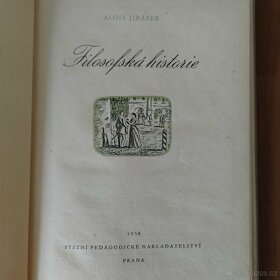 ALOIS JIRÁSEK
Filosofská historie
1958
STÁTNÍ PEDAGOGICKÉ NAKLADATELSTVÍ
PRAHA